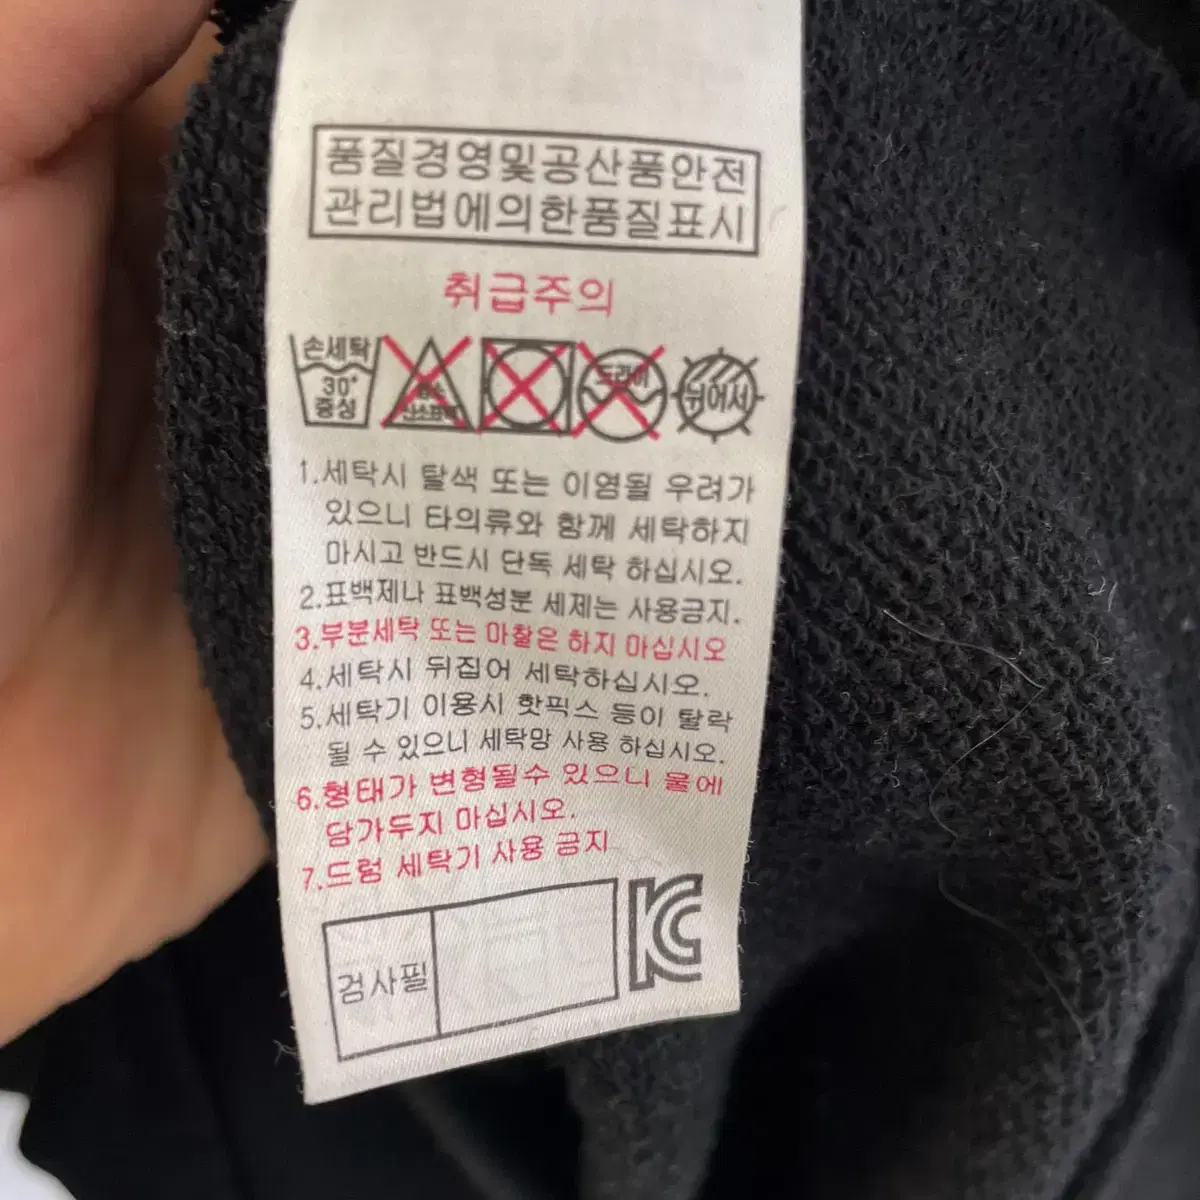 품질경영및공산품안전
관리법에의한품질표시
취급주의
손세탁
30°
중성
염소
산소표백
드라이
뉘어서
1.세탁시 탈색 또는 이염될 우려가
있으니 타의류와 함께 세탁하지
마시고 반드시 단독 세탁 하십시오.
2.표백제나 표백성분 세제는 사용금지.
3.부분세탁 또는 마찰은 하지 마십시오
4.세탁시 뒤집어 세탁하십시오.
5.세탁기 이용시 핫픽스 등이 탈락
될 수 있으니 세탁망 사용 하십시오.
6.형태가 변형될수 있으니 물에
담가두지 마십시오.
7.드럼 세탁기 사용 금지
검사필
KC